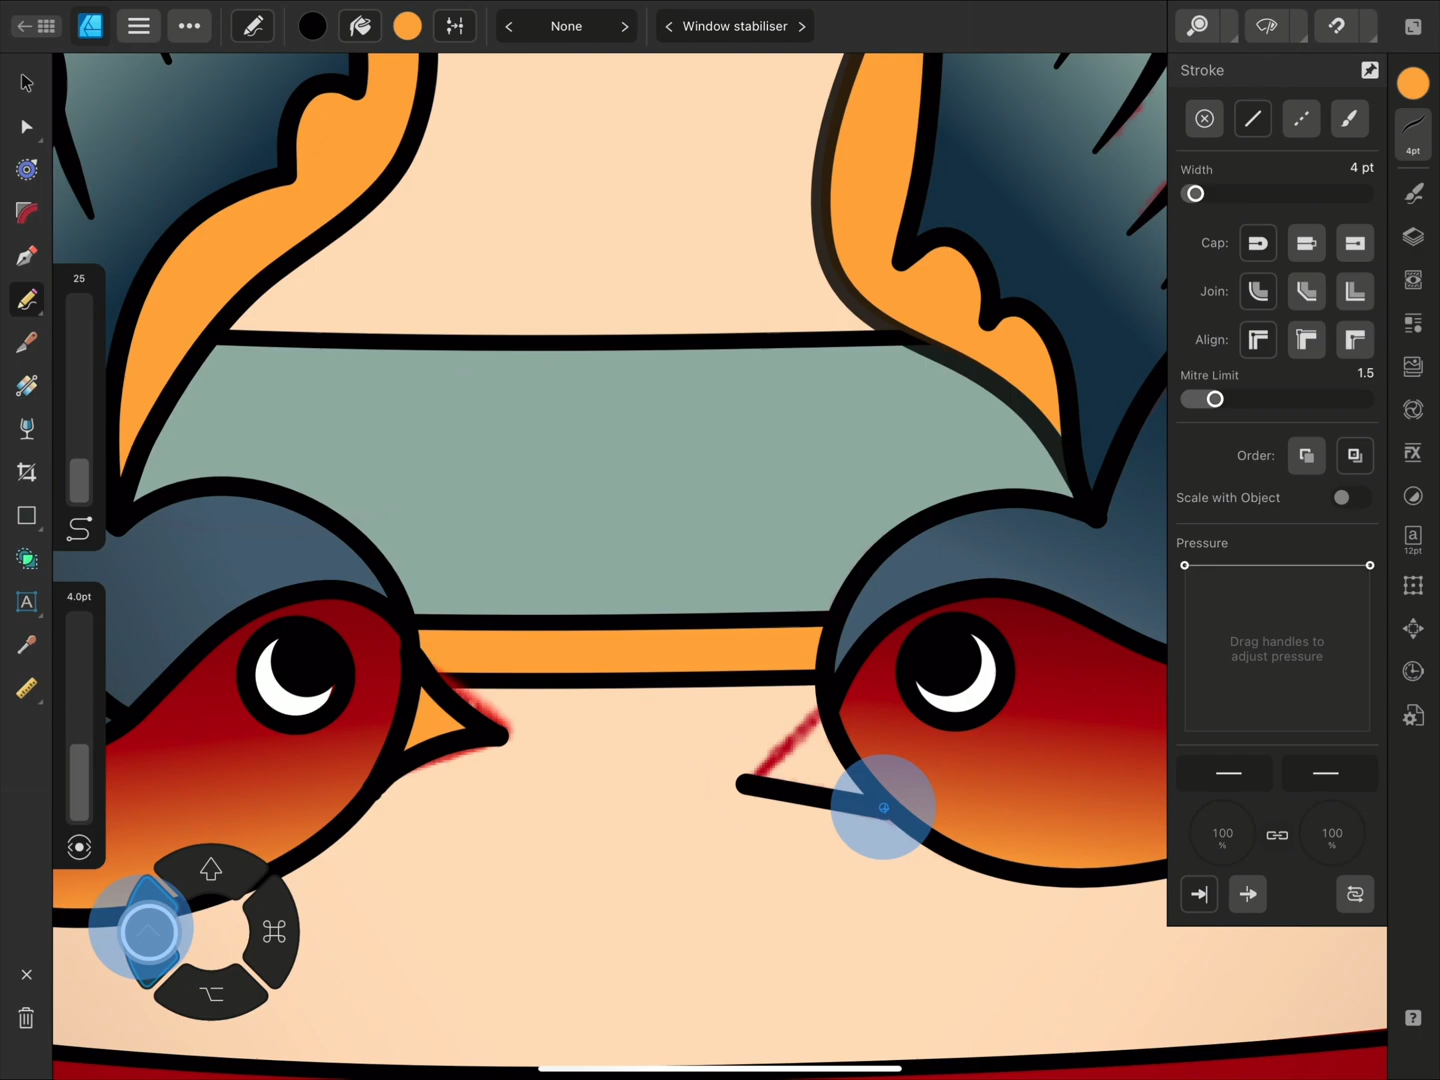 None
Window stabiliser
Stroke
4pt
Width
4 pt
Cap:
25
Join:
Align:
Mitre Limit
1.5
Order:
Scale with Object
Pressure
a
12pt
4.0pt
A
Drag handles to
adjust pressure
100
%
100
%
?